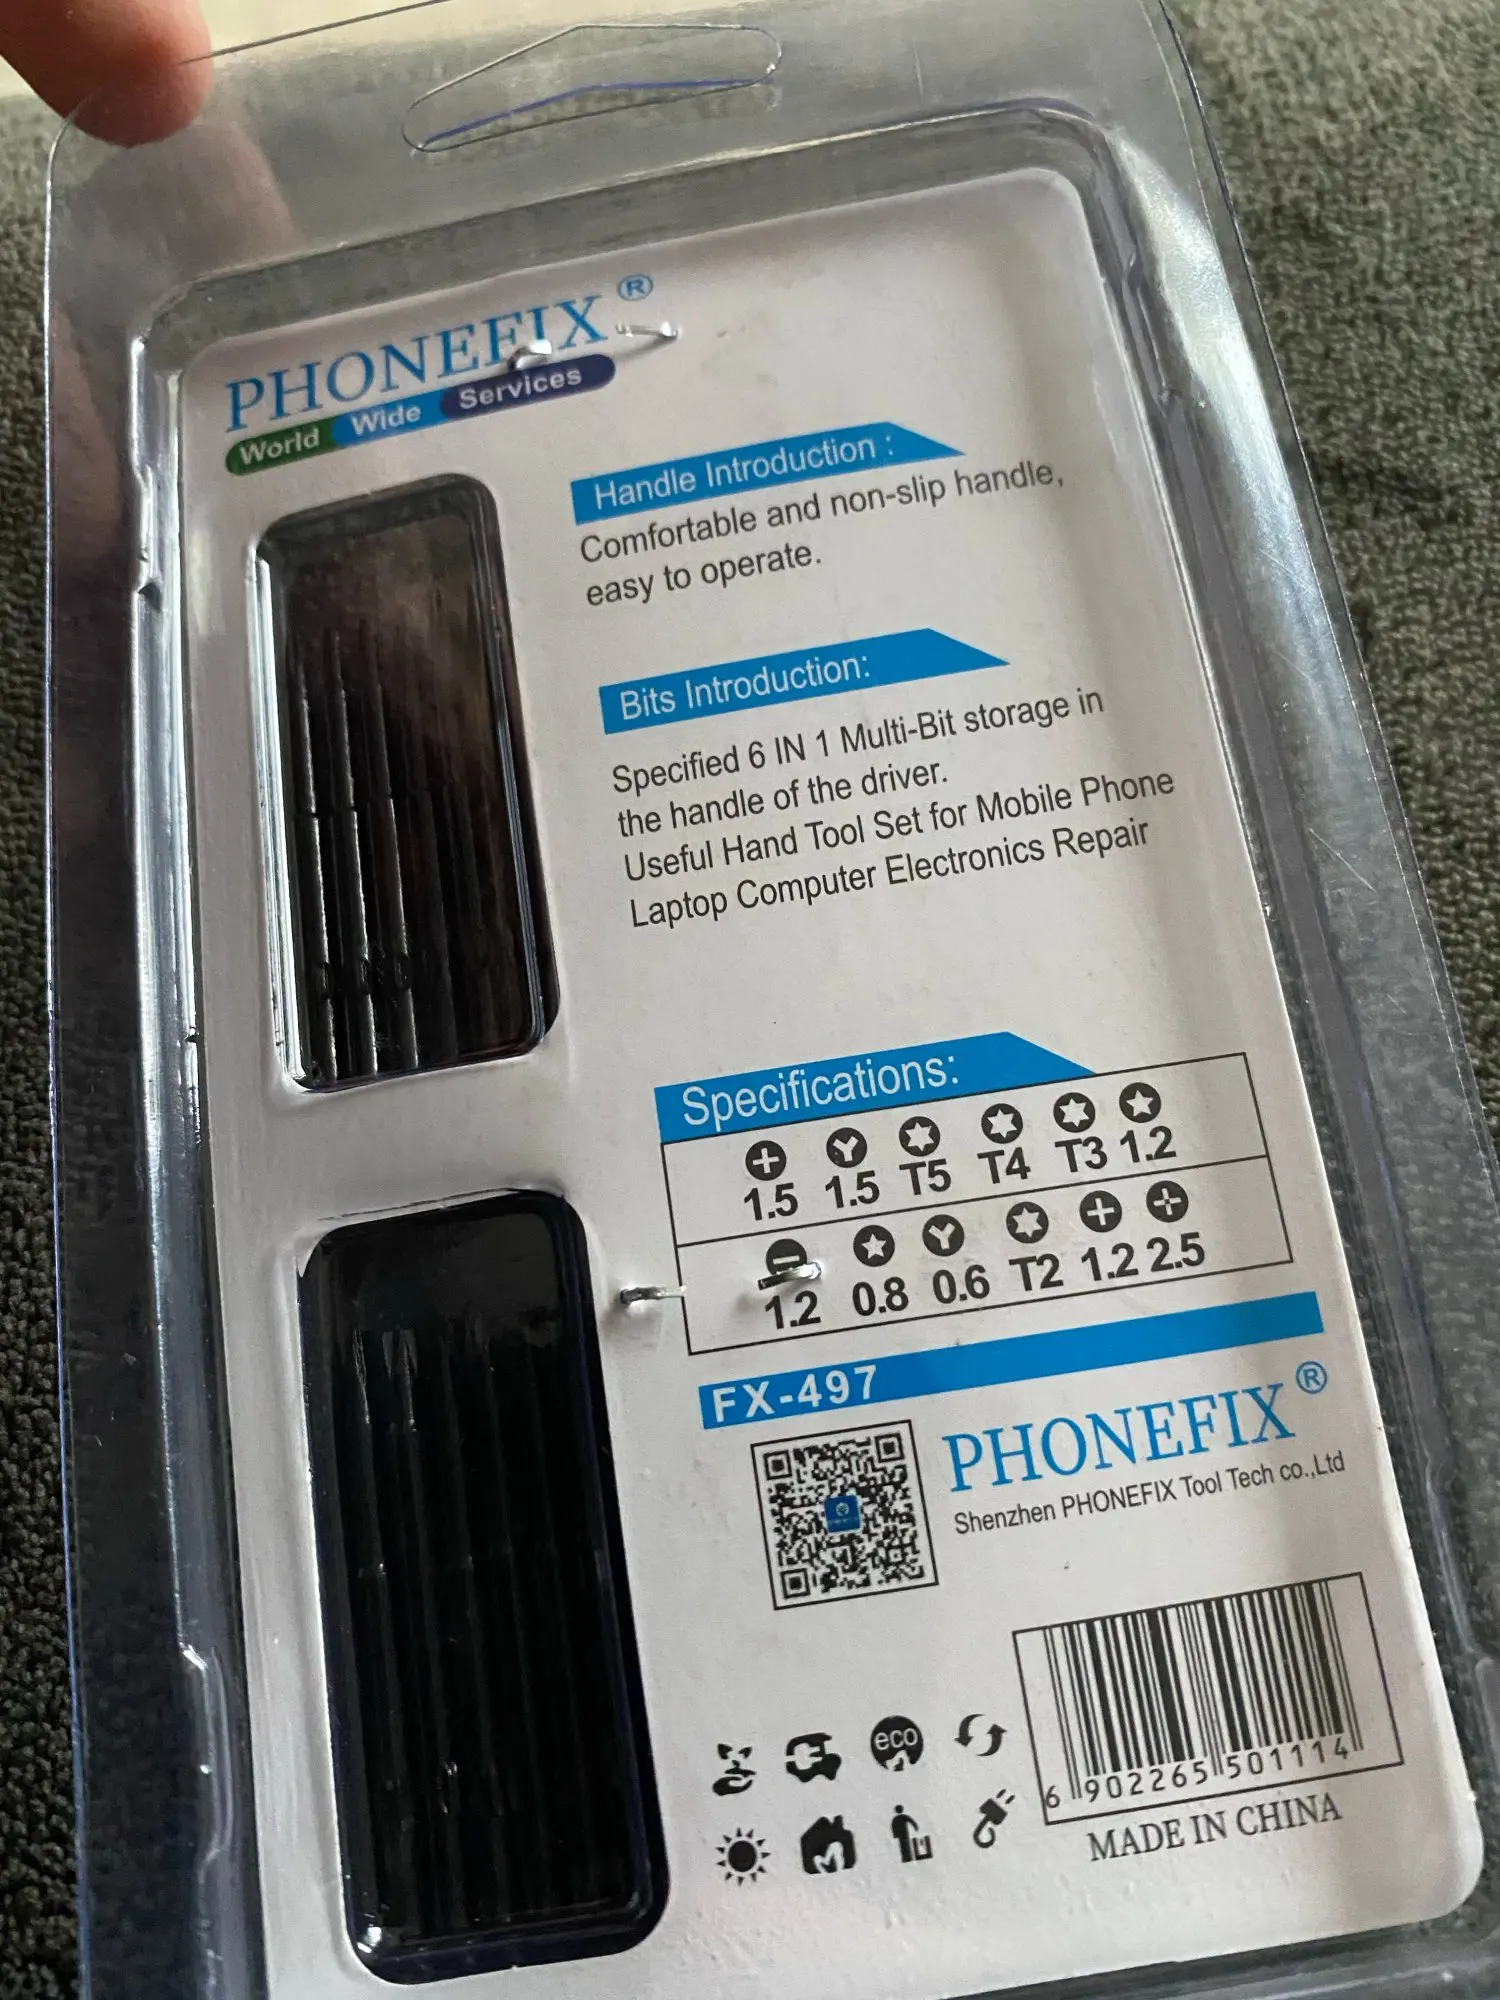 PHONEFIX ®
World Wide Services
Handle Introduction :
Comfortable and non-slip handle,
easy to operate.
Bits Introduction:
Specified 6 IN 1 Multi-Bit storage in
the handle of the driver.
Useful Hand Tool Set for Mobile Phone
Laptop Computer Electronics Repair
Specifications:
1.5 1.5 T5 T4 T3 1.2
1.2 0.8 0.6 T2 1.2 2.5
FX-497
PHONEFIX ®
Shenzhen PHONEFIX Tool Tech co.,Ltd
eco
6 902265 501114
MADE IN CHINA